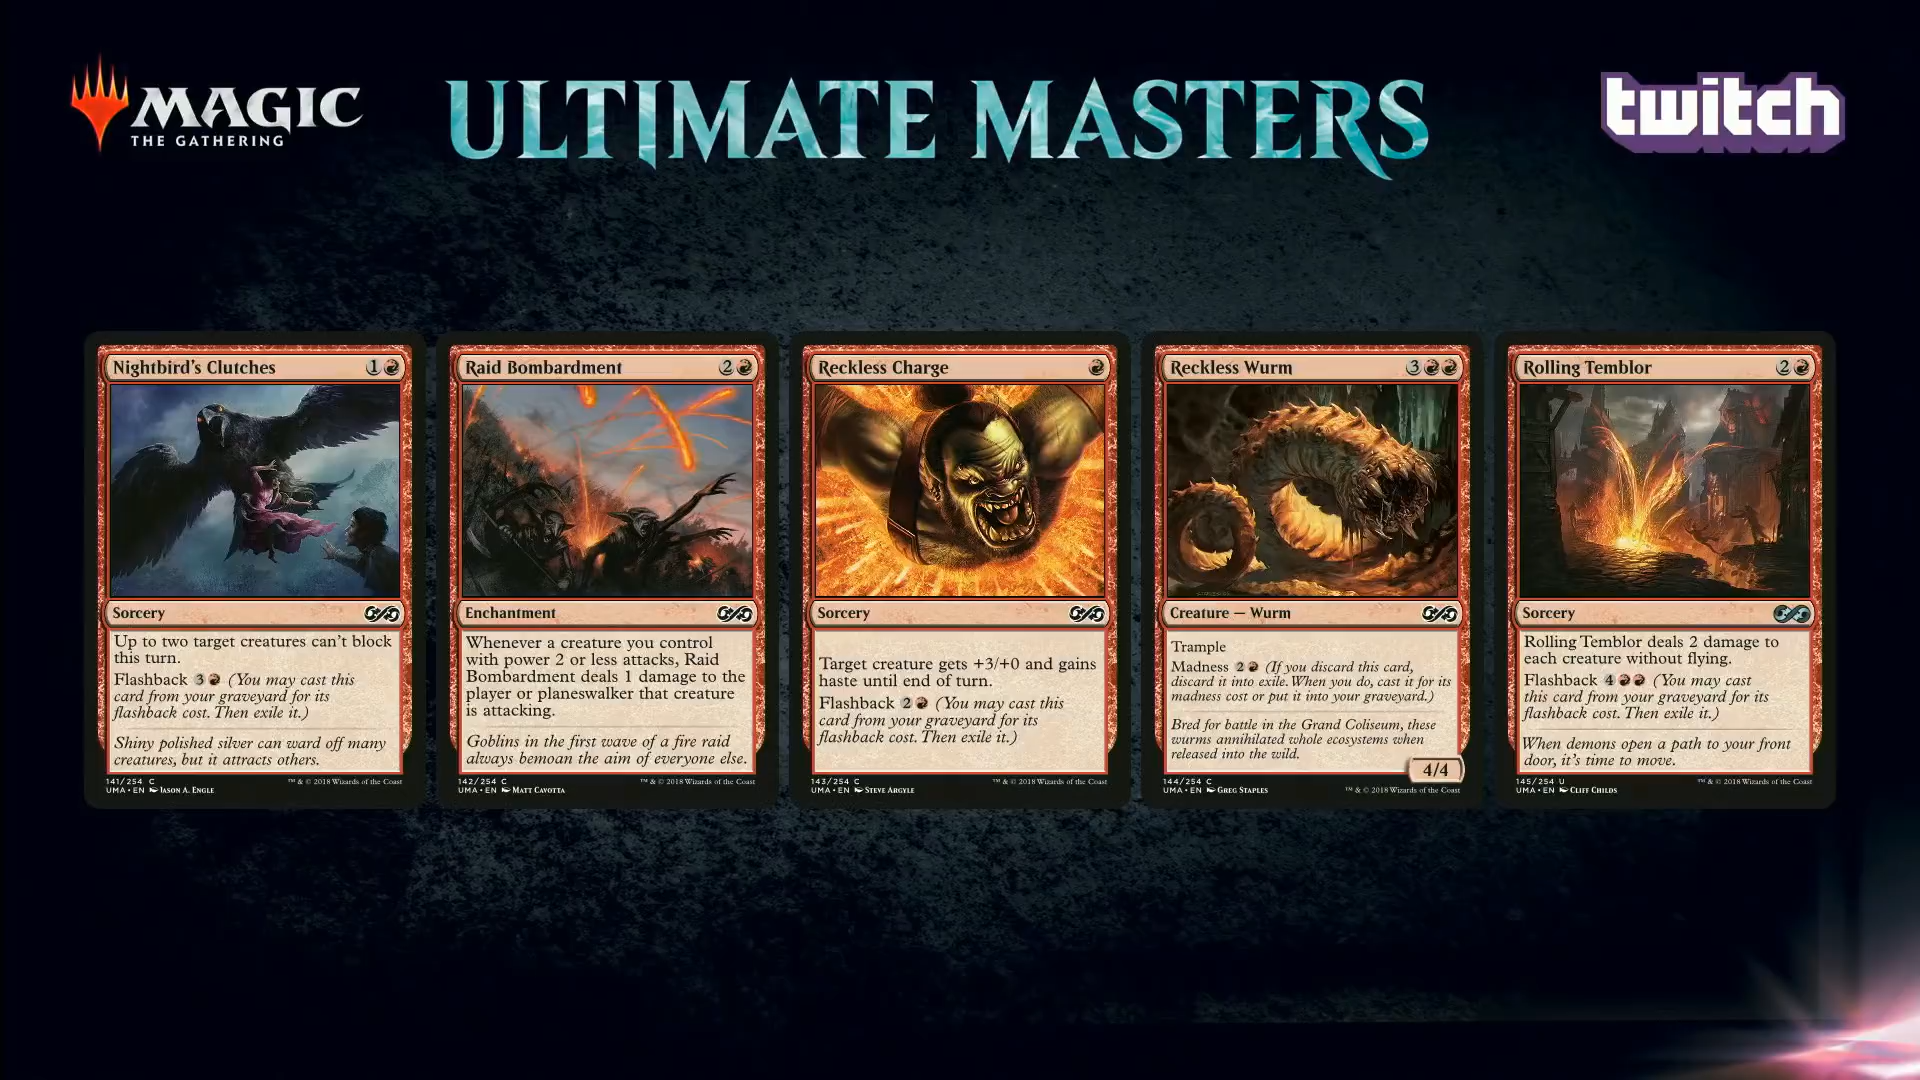 MAGIC
THE GATHERING
ULTIMATE MASTERS
twitch
Nightbird's Clutches 1
Sorcery
Up to two target creatures can't block
this turn.
Flashback 3 (You may cast this
card from your graveyard for its
flashback cost. Then exile it.)
Shiny polished silver can ward off many
creatures, but it attracts others.
141/254 C
UMA • EN Jason A. Engle
™ & © 2018 Wizards of the Coast
Raid Bombardment 2
Enchantment
Whenever a creature you control
with power 2 or less attacks, Raid
Bombardment deals 1 damage to the
player or planeswalker that creature
is attacking.
Goblins in the first wave of a fire raid
always bemoan the aim of everyone else.
142/254 C
UMA • EN Matt Cavotta
™ & © 2018 Wizards of the Coast
Reckless Charge
Sorcery
Target creature gets +3/+0 and gains
haste until end of turn.
Flashback 2 (You may cast this
card from your graveyard for its
flashback cost. Then exile it.)
143/254 C
UMA • EN Steve Argyle
™ & © 2018 Wizards of the Coast
Reckless Wurm 3
Creature — Wurm
Trample
Madness 2 (If you discard this card,
discard it into exile. When you do, cast it for its
madness cost or put it into your graveyard.)
Bred for battle in the Grand Coliseum, these
wurms annihilated whole ecosystems when
released into the wild.
4/4
144/254 C
UMA • EN Greg Staples
™ & © 2018 Wizards of the Coast
Rolling Temblor 2
Sorcery
Rolling Temblor deals 2 damage to
each creature without flying.
Flashback 4 (You may cast
this card from your graveyard for its
flashback cost. Then exile it.)
When demons open a path to your front
door, it's time to move.
145/254 U
UMA • EN Cliff Childs
™ & © 2018 Wizards of the Coast